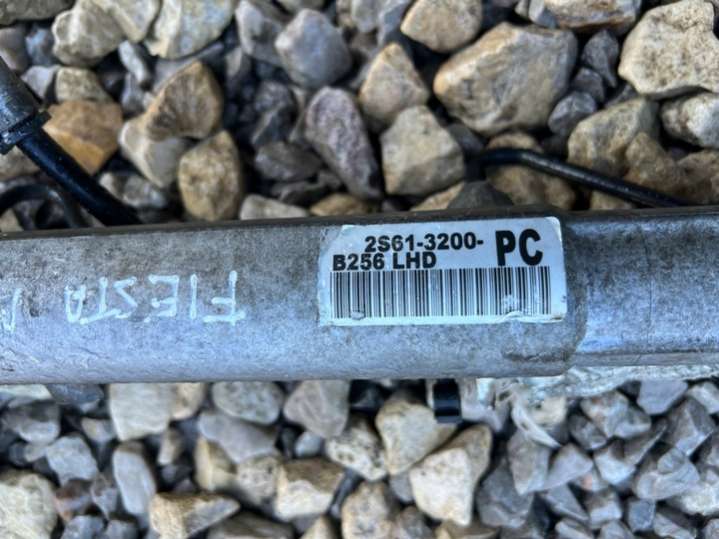 2S61-3200-
B256 LHD PC
FIESTA